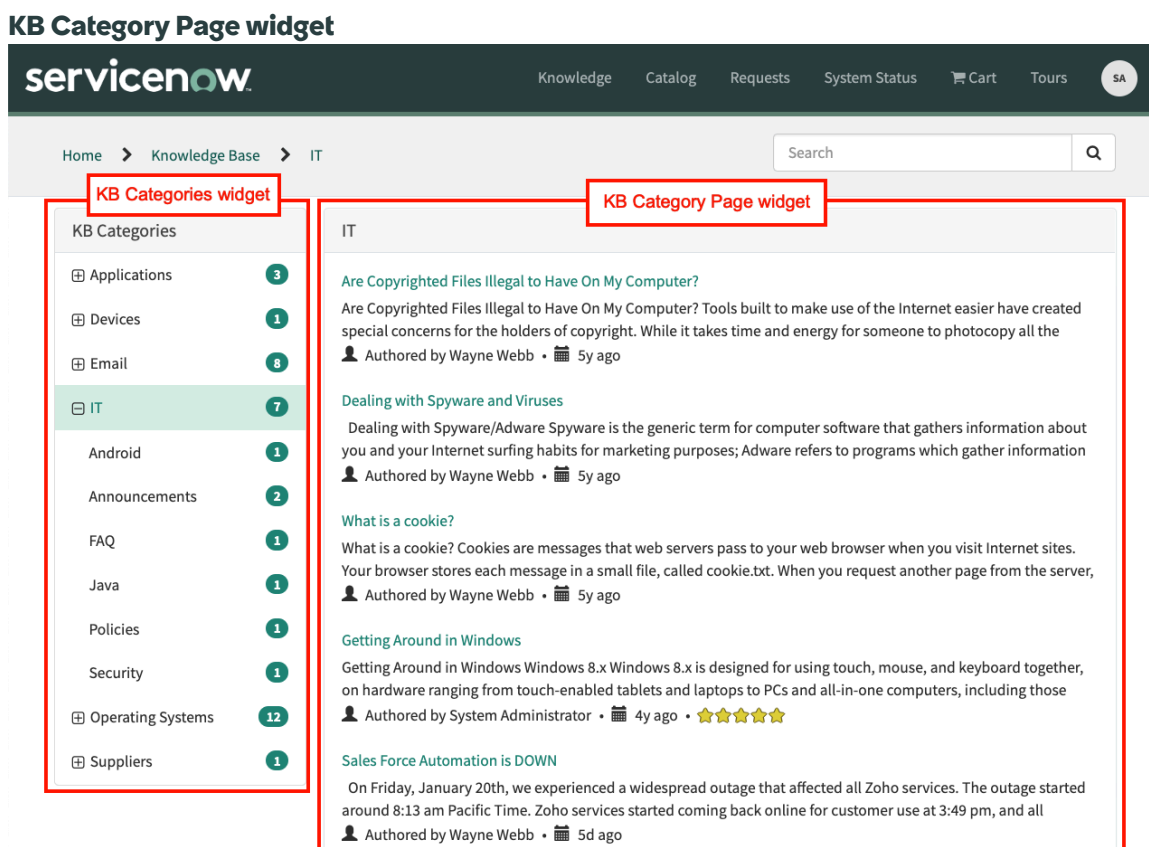 KB Category Page widget
servicenow
Knowledge Catalog Requests System Status Cart Tours SA
Home Knowledge Base IT Search
KB Categories widget
KB Categories
Applications 3
Devices 1
Email 8
IT 7
Android 1
Announcements 2
FAQ 1
Java 1
Policies 1
Security 1
Operating Systems 12
Suppliers 1
KB Category Page widget
IT
Are Copyrighted Files Illegal to Have On My Computer?
Are Copyrighted Files Illegal to Have On My Computer? Tools built to make use of the Internet easier have created
special concerns for the holders of copyright. While it takes time and energy for someone to photocopy all the
Authored by Wayne Webb • 5y ago
Dealing with Spyware and Viruses
Dealing with Spyware/Adware Spyware is the generic term for computer software that gathers information about
you and your Internet surfing habits for marketing purposes; Adware refers to programs which gather information
Authored by Wayne Webb • 5y ago
What is a cookie?
What is a cookie? Cookies are messages that web servers pass to your web browser when you visit Internet sites.
Your browser stores each message in a small file, called cookie.txt. When you request another page from the server,
Authored by Wayne Webb • 5y ago
Getting Around in Windows
Getting Around in Windows Windows 8.x Windows 8.x is designed for using touch, mouse, and keyboard together,
on hardware ranging from touch-enabled tablets and laptops to PCs and all-in-one computers, including those
Authored by System Administrator • 4y ago •
Sales Force Automation is DOWN
On Friday, January 20th, we experienced a widespread outage that affected all Zoho services. The outage started
around 8:13 am Pacific Time. Zoho services started coming back online for customer use at 3:49 pm, and all
Authored by Wayne Webb • 5d ago